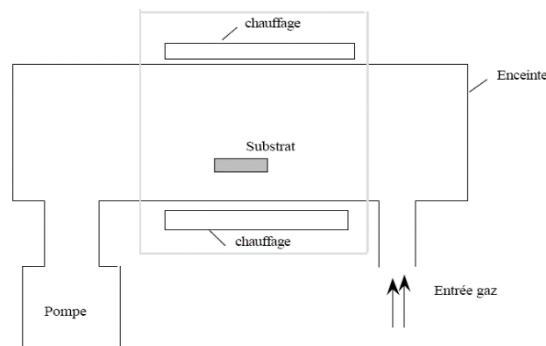 chauffage
Enceinte
Substrat
chauffage
Entrée gaz
Pompe